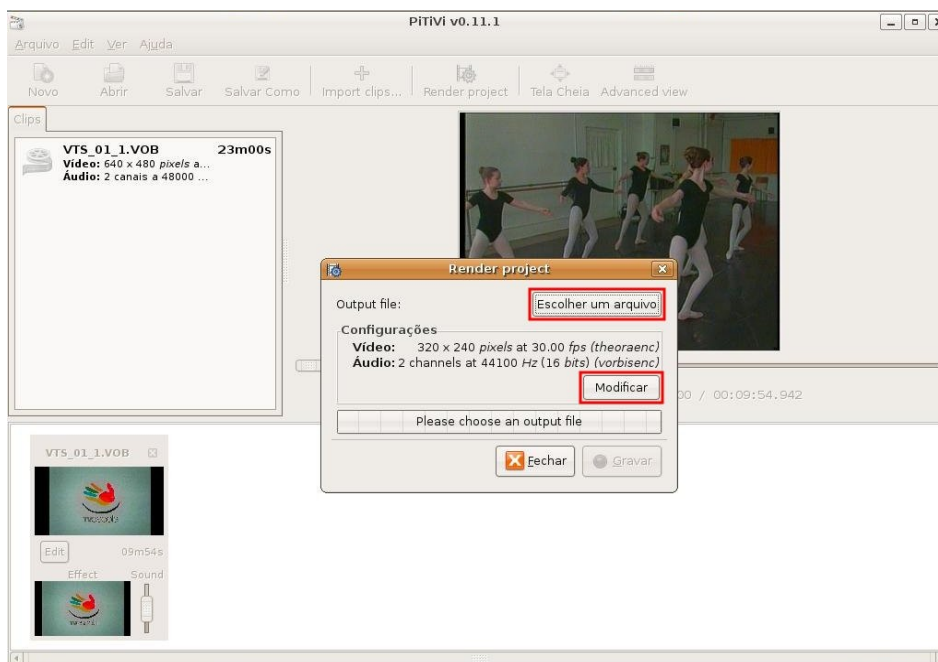 PiTiVi v0.11.1
Arquivo Edit Ver Ajuda
Novo Abrir Salvar Salvar Como Import clips... Render project Tela Cheia Advanced view
Clips
VTS_01_1.VOB 23m00s
Vídeo: 640 x 480 pixels a...
Áudio: 2 canais a 48000 ...
Render project
Output file: Escolher um arquivo
Configurações
Vídeo: 320 x 240 pixels at 30.00 fps (theoraenc)
Áudio: 2 channels at 44100 Hz (16 bits) (vorbisenc)
Modificar
00 / 00:09:54.942
Please choose an output file
Fechar Gravar
VTS_01_1.VOB
Edit 09m54s
Effect Sound